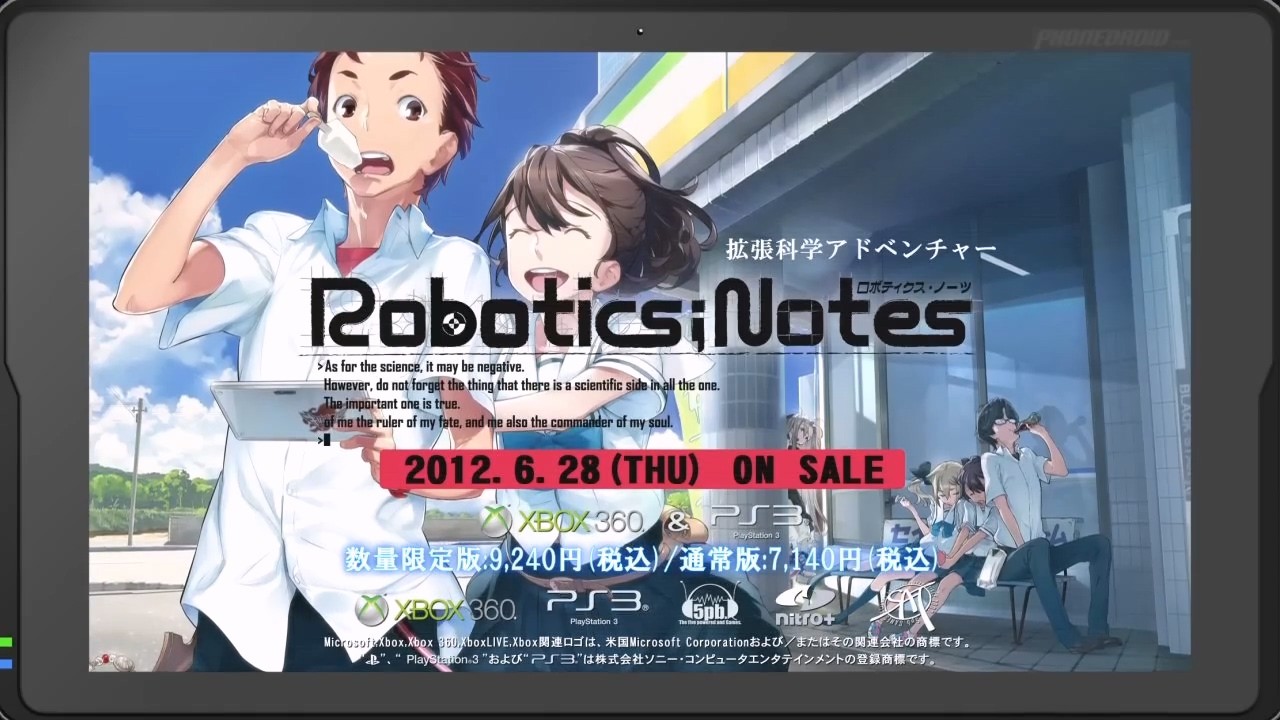 PHONEDROID
拡張科学アドベンチャー
ロボティクス・ノーツ
Robotics;Notes
>As for the science, it may be negative.
However, do not forget the thing that there is a scientific side in all the one.
The important one is true.
of me the ruler of my fate, and me also the commander of my soul.
>
2012. 6. 28 (THU) ON SALE
XBOX 360. & PS3
PlayStation 3
数量限定版:9,240円(税込)/通常版:7,140円(税込)
XBOX 360. PS3® 5pb. nitro+
PlayStation 3 The five powered and Games.
Microsoft,Xbox,Xbox 360,XboxLIVE,Xbox関連ロゴは、米国Microsoft Corporationおよび/またはその関連会社の商標です。
“ ”、“ PlayStation 3 ”および“PS3”は株式会社ソニー・コンピュータエンタテインメントの登録商標です。